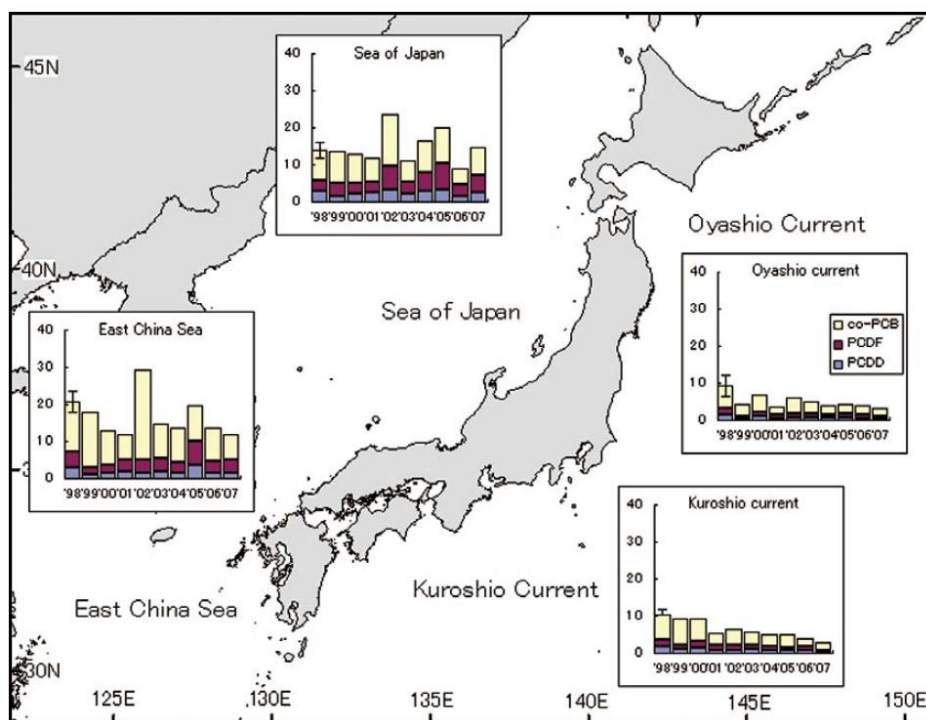 45N
40N
30N
125E
130E
135E
140E
145E
150E
Sea of Japan
40
30
20
10
0
'98 '99 '00 '01 '02 '03 '04 '05 '06 '07
Oyashio Current
Sea of Japan
Oyashio current
40
30
20
10
0
co-PCB
PCDF
PCDD
'98 '99 '00 '01 '02 '03 '04 '05 '06 '07
East China Sea
40
30
20
10
0
'98 '99 '00 '01 '02 '03 '04 '05 '06 '07
Kuroshio current
40
30
20
10
0
'98 '99 '00 '01 '02 '03 '04 '05 '06 '07
Kuroshio Current
East China Sea